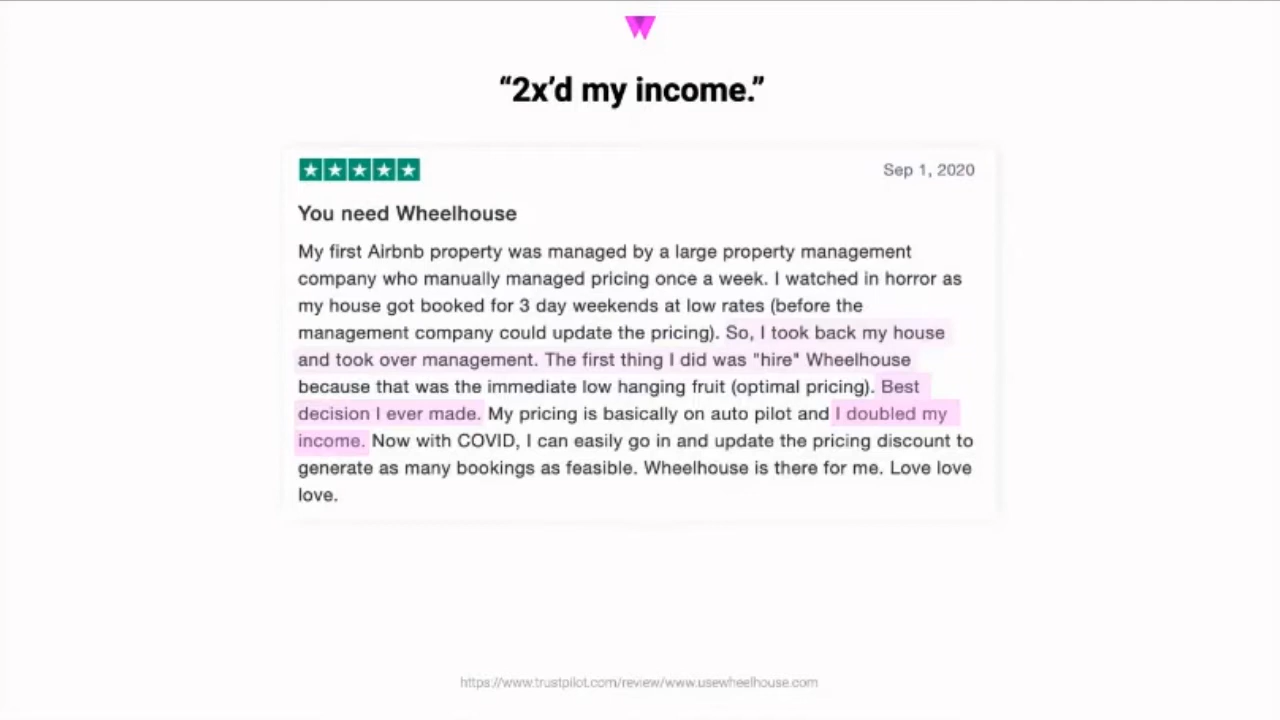 “2x’d my income.”
Sep 1, 2020
You need Wheelhouse
My first Airbnb property was managed by a large property management
company who manually managed pricing once a week. I watched in horror as
my house got booked for 3 day weekends at low rates (before the
management company could update the pricing). So, I took back my house
and took over management. The first thing I did was "hire" Wheelhouse
because that was the immediate low hanging fruit (optimal pricing). Best
decision I ever made. My pricing is basically on auto pilot and I doubled my
income. Now with COVID, I can easily go in and update the pricing discount to
generate as many bookings as feasible. Wheelhouse is there for me. Love love
love.
https://www.trustpilot.com/review/www.usewheelhouse.com